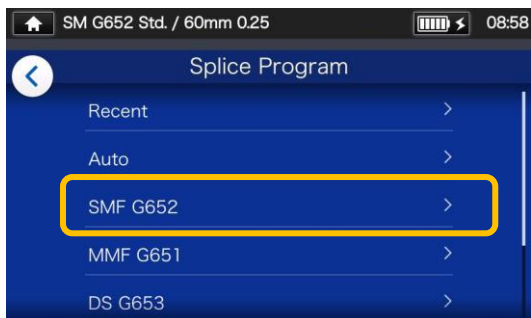 SM G652 Std. / 60mm 0.25 08:58
Splice Program
Recent
Auto
SMF G652
MMF G651
DS G653